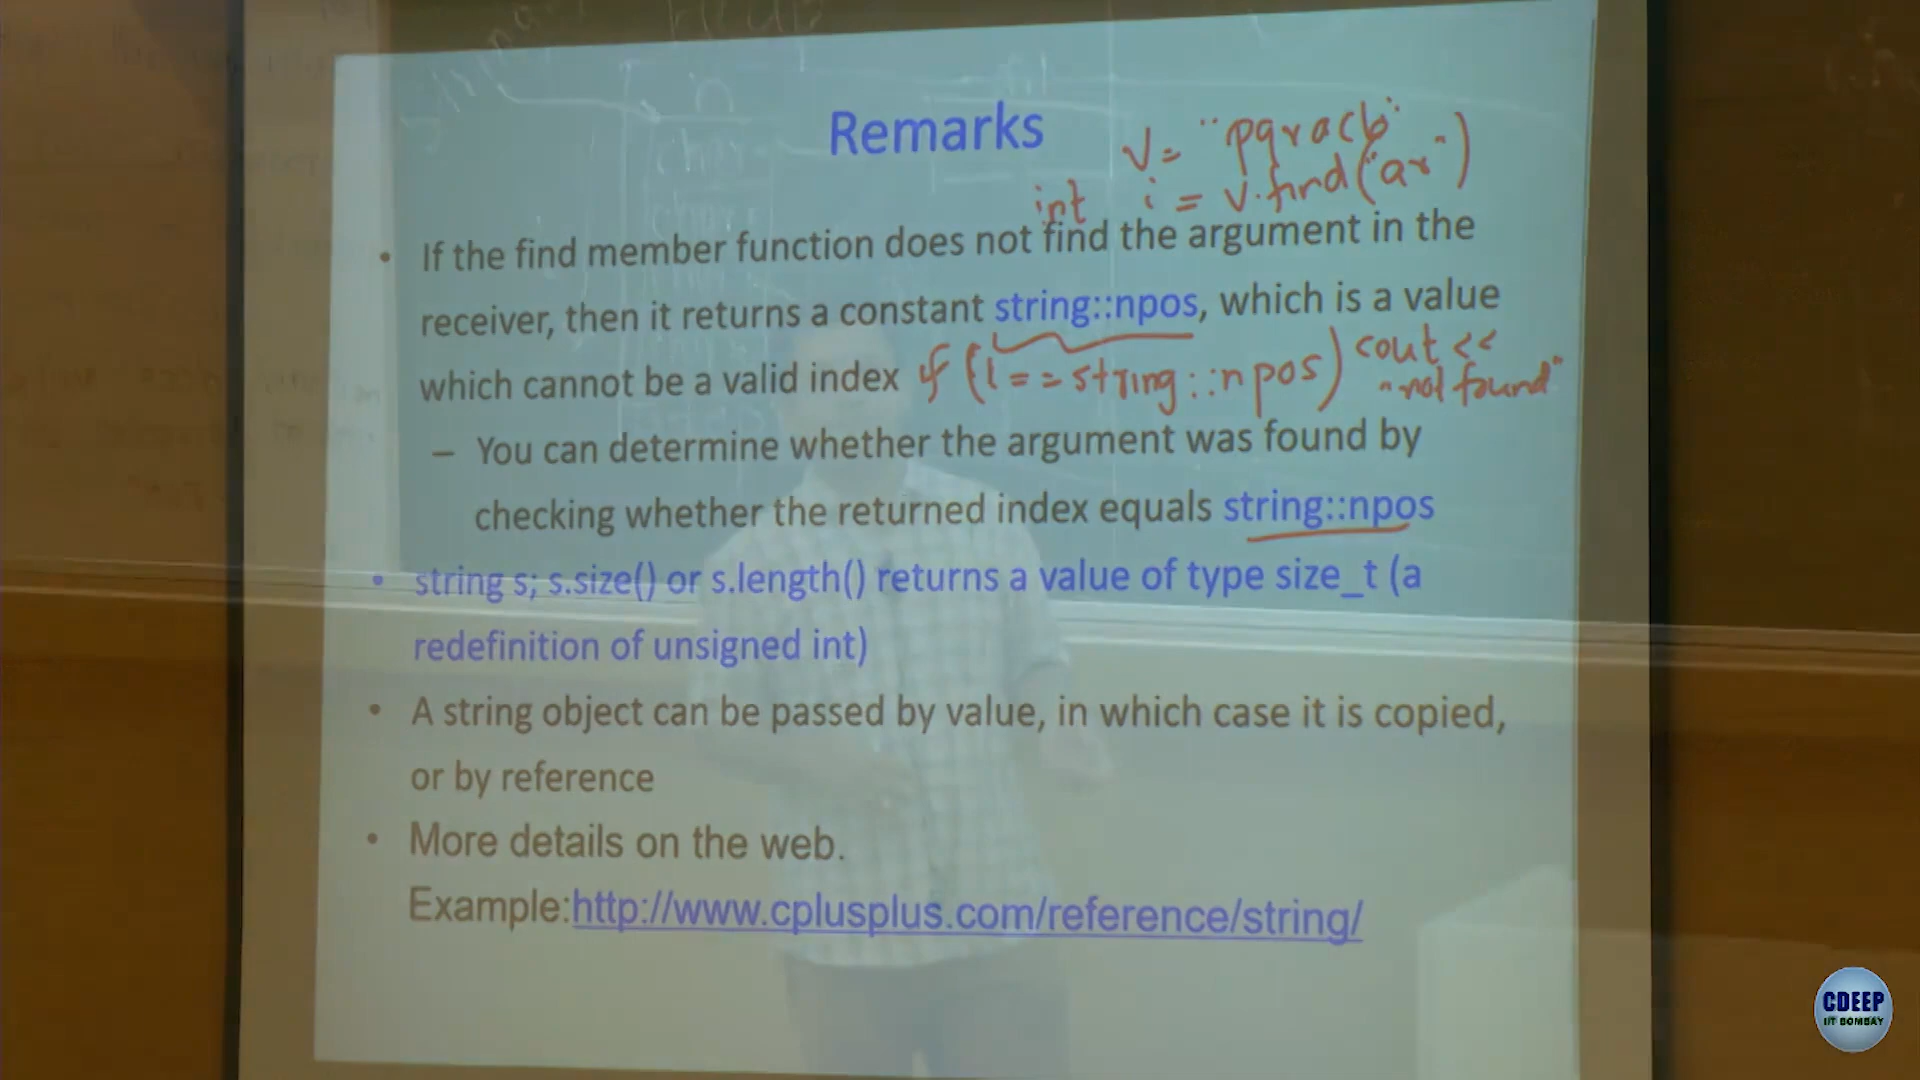 Remarks
v = "pqracb"
int i = v.find("ar")
• If the find member function does not find the argument in the
receiver, then it returns a constant string::npos, which is a value
which cannot be a valid index
if (i == string::npos) cout <<
"not found"
– You can determine whether the argument was found by
checking whether the returned index equals string::npos
• string s; s.size() or s.length() returns a value of type size_t (a
redefinition of unsigned int)
• A string object can be passed by value, in which case it is copied,
or by reference
• More details on the web.
Example:http://www.cplusplus.com/reference/string/
CDEEP
IIT BOMBAY